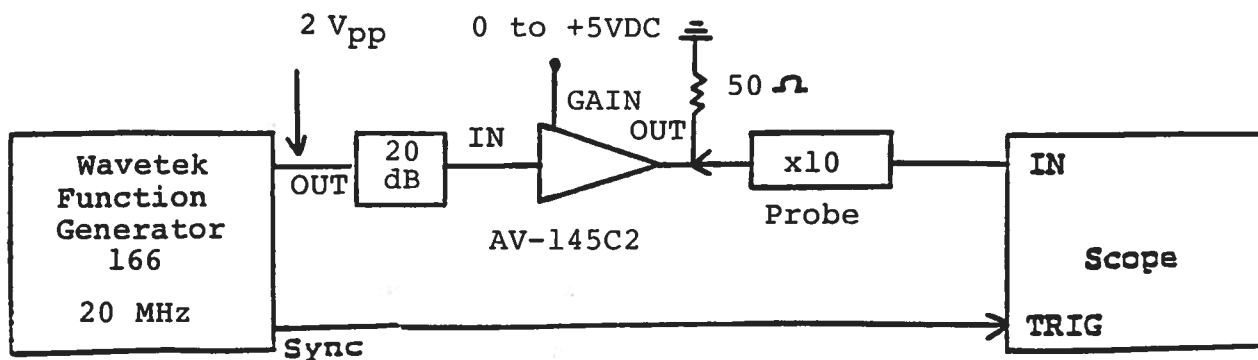 2 Vpp
0 to +5VDC
50 Ω
GAIN
OUT
IN
20
dB
OUT
Wavetek
Function
Generator
166
20 MHz
Sync
AV-145C2
x10
Probe
IN
Scope
TRIG